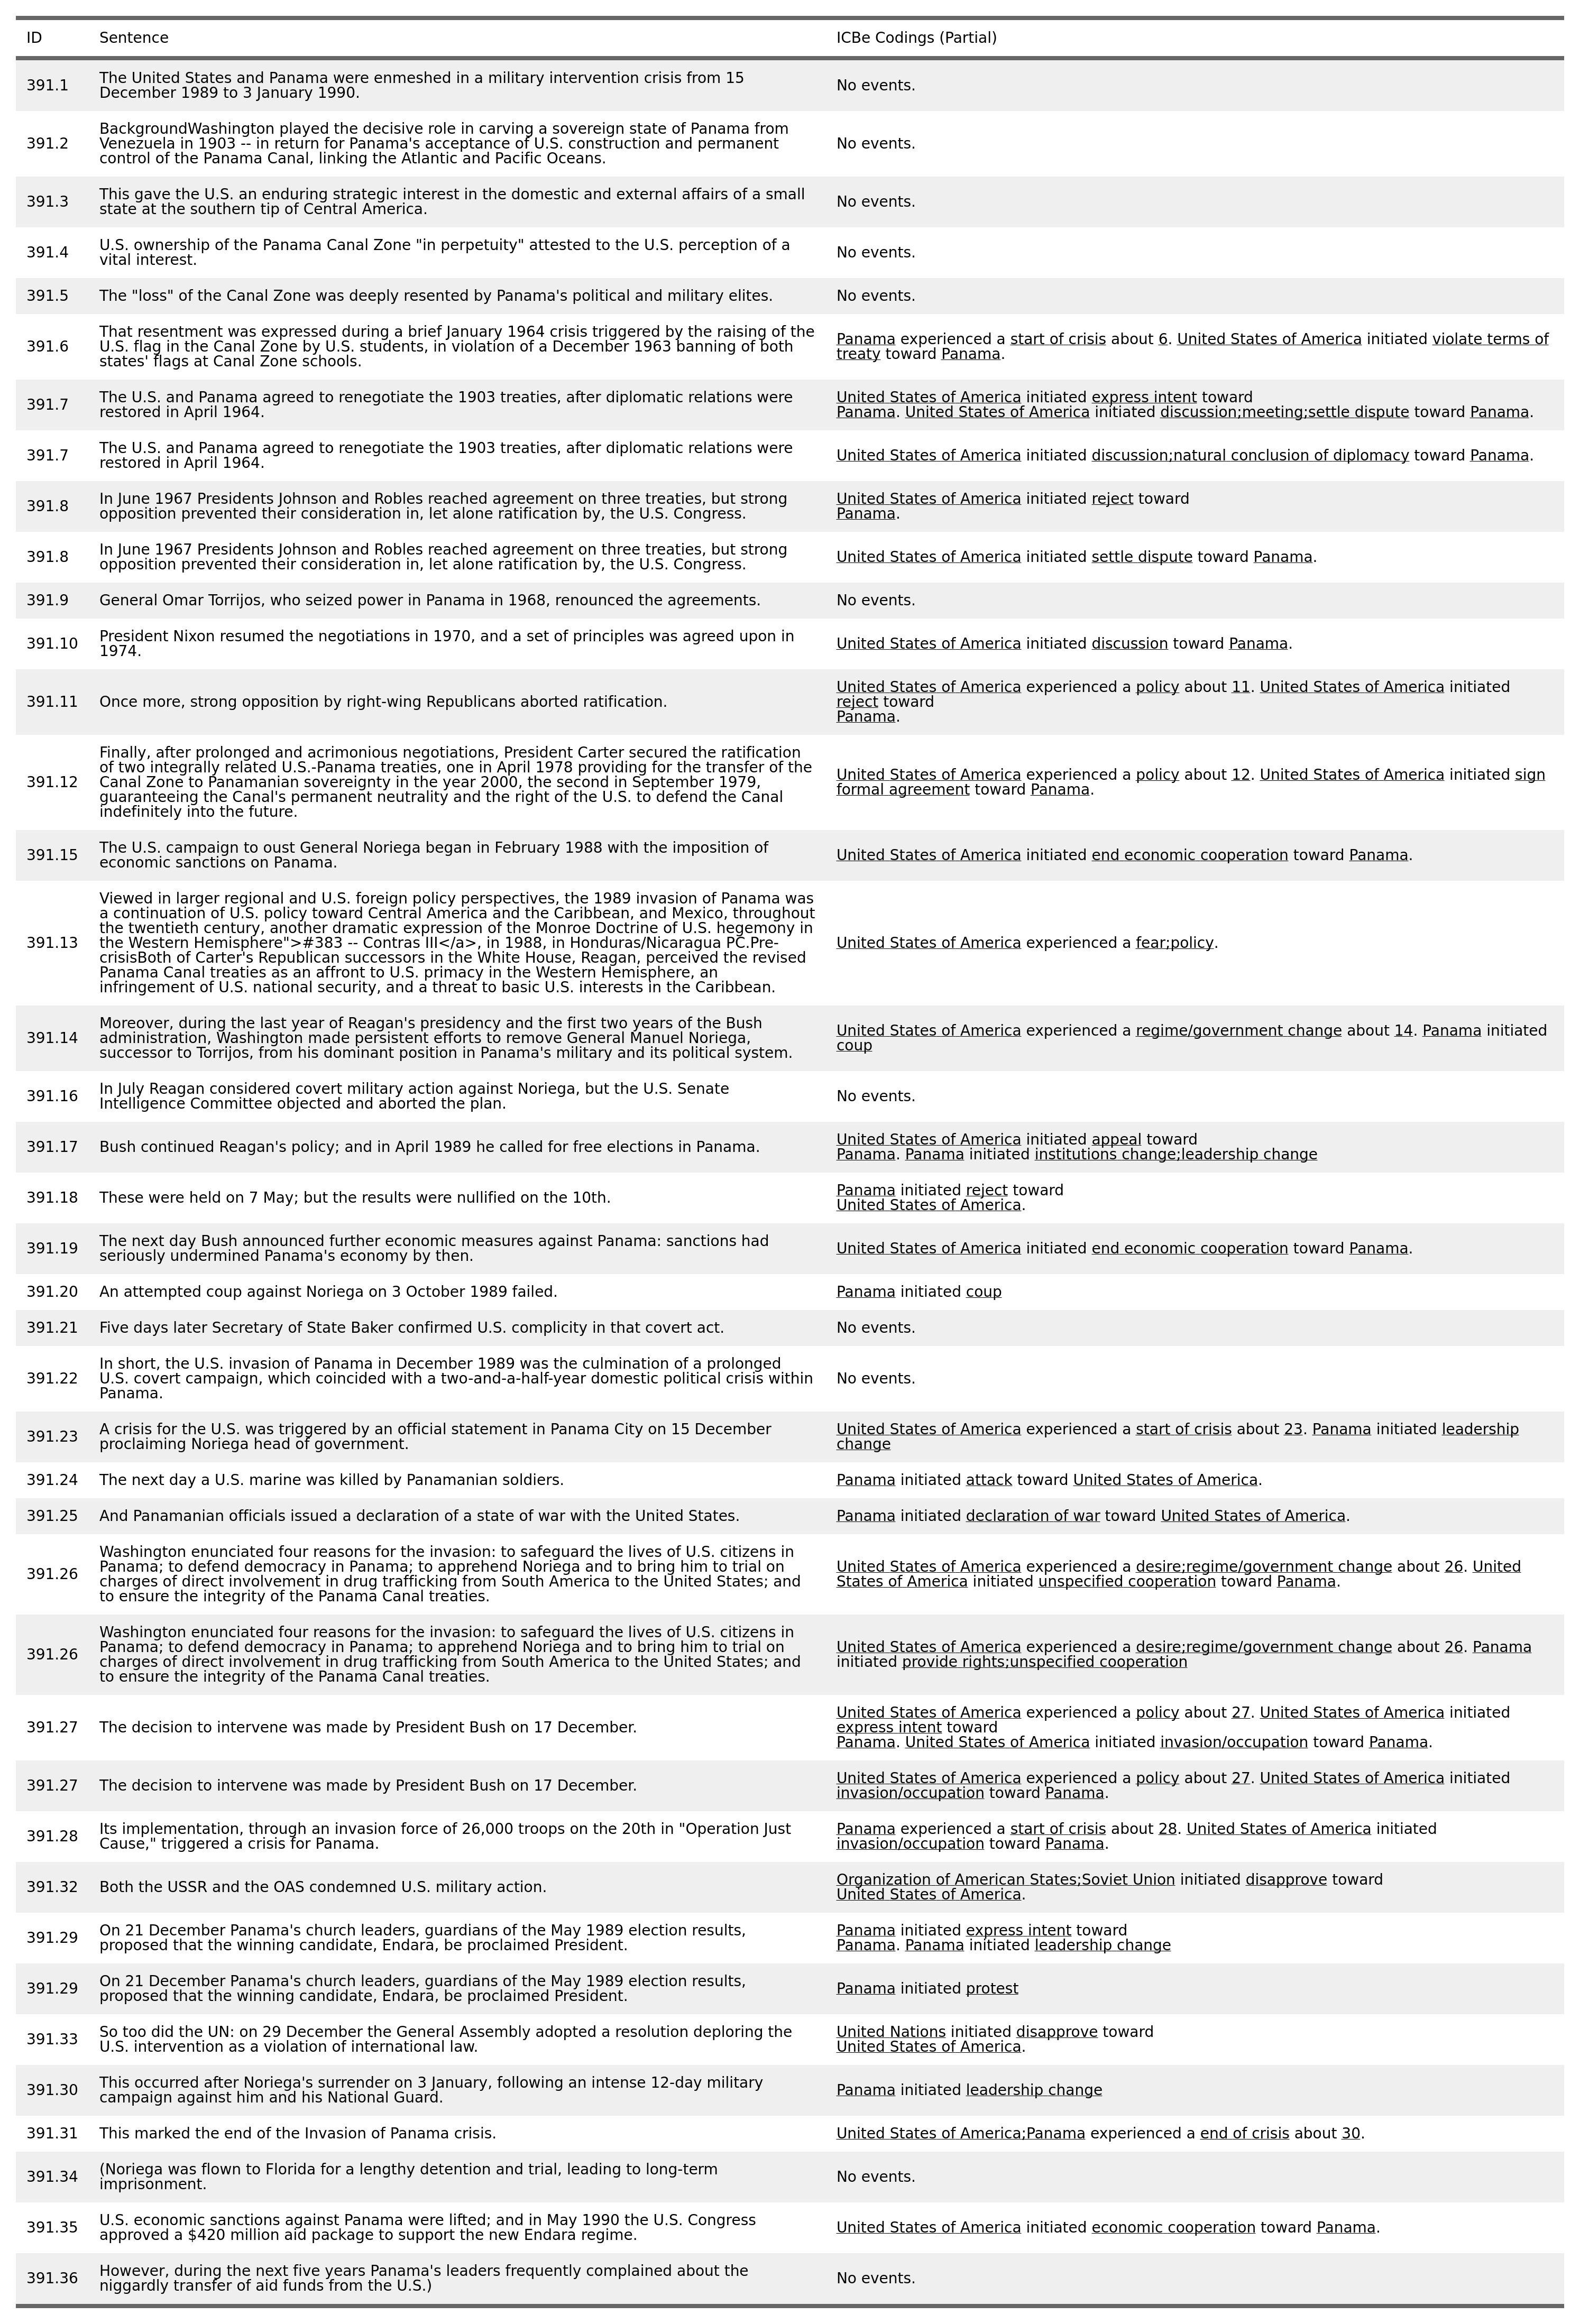 ID Sentence ICBe Codings (Partial)
391.1 The United States and Panama were enmeshed in a military intervention crisis from 15
December 1989 to 3 January 1990.
No events.
391.2 BackgroundWashington played the decisive role in carving a sovereign state of Panama from
Venezuela in 1903 -- in return for Panama's acceptance of U.S. construction and permanent
control of the Panama Canal, linking the Atlantic and Pacific Oceans.
No events.
391.3 This gave the U.S. an enduring strategic interest in the domestic and external affairs of a small
state at the southern tip of Central America.
No events.
391.4 U.S. ownership of the Panama Canal Zone "in perpetuity" attested to the U.S. perception of a
vital interest.
No events.
391.5 The "loss" of the Canal Zone was deeply resented by Panama's political and military elites.
No events.
391.6 That resentment was expressed during a brief January 1964 crisis triggered by the raising of the
U.S. flag in the Canal Zone by U.S. students, in violation of a December 1963 banning of both
states' flags at Canal Zone schools.
Panama experienced a start of crisis about 6. United States of America initiated violate terms of
treaty toward Panama.
391.7 The U.S. and Panama agreed to renegotiate the 1903 treaties, after diplomatic relations were
restored in April 1964.
United States of America initiated express intent toward
Panama. United States of America initiated discussion;meeting;settle dispute toward Panama.
391.7 The U.S. and Panama agreed to renegotiate the 1903 treaties, after diplomatic relations were
restored in April 1964.
United States of America initiated discussion;natural conclusion of diplomacy toward Panama.
391.8 In June 1967 Presidents Johnson and Robles reached agreement on three treaties, but strong
opposition prevented their consideration in, let alone ratification by, the U.S. Congress.
United States of America initiated reject toward
Panama.
391.8 In June 1967 Presidents Johnson and Robles reached agreement on three treaties, but strong
opposition prevented their consideration in, let alone ratification by, the U.S. Congress.
United States of America initiated settle dispute toward Panama.
391.9 General Omar Torrijos, who seized power in Panama in 1968, renounced the agreements.
No events.
391.10 President Nixon resumed the negotiations in 1970, and a set of principles was agreed upon in
1974.
United States of America initiated discussion toward Panama.
391.11 Once more, strong opposition by right-wing Republicans aborted ratification.
United States of America experienced a policy about 11. United States of America initiated
reject toward
Panama.
391.12 Finally, after prolonged and acrimonious negotiations, President Carter secured the ratification
of two integrally related U.S.-Panama treaties, one in April 1978 providing for the transfer of the
Canal Zone to Panamanian sovereignty in the year 2000, the second in September 1979,
guaranteeing the Canal's permanent neutrality and the right of the U.S. to defend the Canal
indefinitely into the future.
United States of America experienced a policy about 12. United States of America initiated sign
formal agreement toward Panama.
391.15 The U.S. campaign to oust General Noriega began in February 1988 with the imposition of
economic sanctions on Panama.
United States of America initiated end economic cooperation toward Panama.
391.13 Viewed in larger regional and U.S. foreign policy perspectives, the 1989 invasion of Panama was
a continuation of U.S. policy toward Central America and the Caribbean, and Mexico, throughout
the twentieth century, another dramatic expression of the Monroe Doctrine of U.S. hegemony in
the Western Hemisphere">#383 -- Contras III</a>, in 1988, in Honduras/Nicaragua PC.Pre-
crisisBoth of Carter's Republican successors in the White House, Reagan, perceived the revised
Panama Canal treaties as an affront to U.S. primacy in the Western Hemisphere, an
infringement of U.S. national security, and a threat to basic U.S. interests in the Caribbean.
United States of America experienced a fear;policy.
391.14 Moreover, during the last year of Reagan's presidency and the first two years of the Bush
administration, Washington made persistent efforts to remove General Manuel Noriega,
successor to Torrijos, from his dominant position in Panama's military and its political system.
United States of America experienced a regime/government change about 14. Panama initiated
coup
391.16 In July Reagan considered covert military action against Noriega, but the U.S. Senate
Intelligence Committee objected and aborted the plan.
No events.
391.17 Bush continued Reagan's policy; and in April 1989 he called for free elections in Panama.
United States of America initiated appeal toward
Panama. Panama initiated institutions change;leadership change
391.18 These were held on 7 May; but the results were nullified on the 10th.
Panama initiated reject toward
United States of America.
391.19 The next day Bush announced further economic measures against Panama: sanctions had
seriously undermined Panama's economy by then.
United States of America initiated end economic cooperation toward Panama.
391.20 An attempted coup against Noriega on 3 October 1989 failed.
Panama initiated coup
391.21 Five days later Secretary of State Baker confirmed U.S. complicity in that covert act.
No events.
391.22 In short, the U.S. invasion of Panama in December 1989 was the culmination of a prolonged
U.S. covert campaign, which coincided with a two-and-a-half-year domestic political crisis within
Panama.
No events.
391.23 A crisis for the U.S. was triggered by an official statement in Panama City on 15 December
proclaiming Noriega head of government.
United States of America experienced a start of crisis about 23. Panama initiated leadership
change
391.24 The next day a U.S. marine was killed by Panamanian soldiers.
Panama initiated attack toward United States of America.
391.25 And Panamanian officials issued a declaration of a state of war with the United States.
Panama initiated declaration of war toward United States of America.
391.26 Washington enunciated four reasons for the invasion: to safeguard the lives of U.S. citizens in
Panama; to defend democracy in Panama; to apprehend Noriega and to bring him to trial on
charges of direct involvement in drug trafficking from South America to the United States; and
to ensure the integrity of the Panama Canal treaties.
United States of America experienced a desire;regime/government change about 26. United
States of America initiated unspecified cooperation toward Panama.
391.26 Washington enunciated four reasons for the invasion: to safeguard the lives of U.S. citizens in
Panama; to defend democracy in Panama; to apprehend Noriega and to bring him to trial on
charges of direct involvement in drug trafficking from South America to the United States; and
to ensure the integrity of the Panama Canal treaties.
United States of America experienced a desire;regime/government change about 26. Panama
initiated provide rights;unspecified cooperation
391.27 The decision to intervene was made by President Bush on 17 December.
United States of America experienced a policy about 27. United States of America initiated
express intent toward
Panama. United States of America initiated invasion/occupation toward Panama.
391.27 The decision to intervene was made by President Bush on 17 December.
United States of America experienced a policy about 27. United States of America initiated
invasion/occupation toward Panama.
391.28 Its implementation, through an invasion force of 26,000 troops on the 20th in "Operation Just
Cause," triggered a crisis for Panama.
Panama experienced a start of crisis about 28. United States of America initiated
invasion/occupation toward Panama.
391.32 Both the USSR and the OAS condemned U.S. military action.
Organization of American States;Soviet Union initiated disapprove toward
United States of America.
391.29 On 21 December Panama's church leaders, guardians of the May 1989 election results,
proposed that the winning candidate, Endara, be proclaimed President.
Panama initiated express intent toward
Panama. Panama initiated leadership change
391.29 On 21 December Panama's church leaders, guardians of the May 1989 election results,
proposed that the winning candidate, Endara, be proclaimed President.
Panama initiated protest
391.33 So too did the UN: on 29 December the General Assembly adopted a resolution deploring the
U.S. intervention as a violation of international law.
United Nations initiated disapprove toward
United States of America.
391.30 This occurred after Noriega's surrender on 3 January, following an intense 12-day military
campaign against him and his National Guard.
Panama initiated leadership change
391.31 This marked the end of the Invasion of Panama crisis.
United States of America;Panama experienced a end of crisis about 30.
391.34 (Noriega was flown to Florida for a lengthy detention and trial, leading to long-term
imprisonment.
No events.
391.35 U.S. economic sanctions against Panama were lifted; and in May 1990 the U.S. Congress
approved a $420 million aid package to support the new Endara regime.
United States of America initiated economic cooperation toward Panama.
391.36 However, during the next five years Panama's leaders frequently complained about the
niggardly transfer of aid funds from the U.S.)
No events.